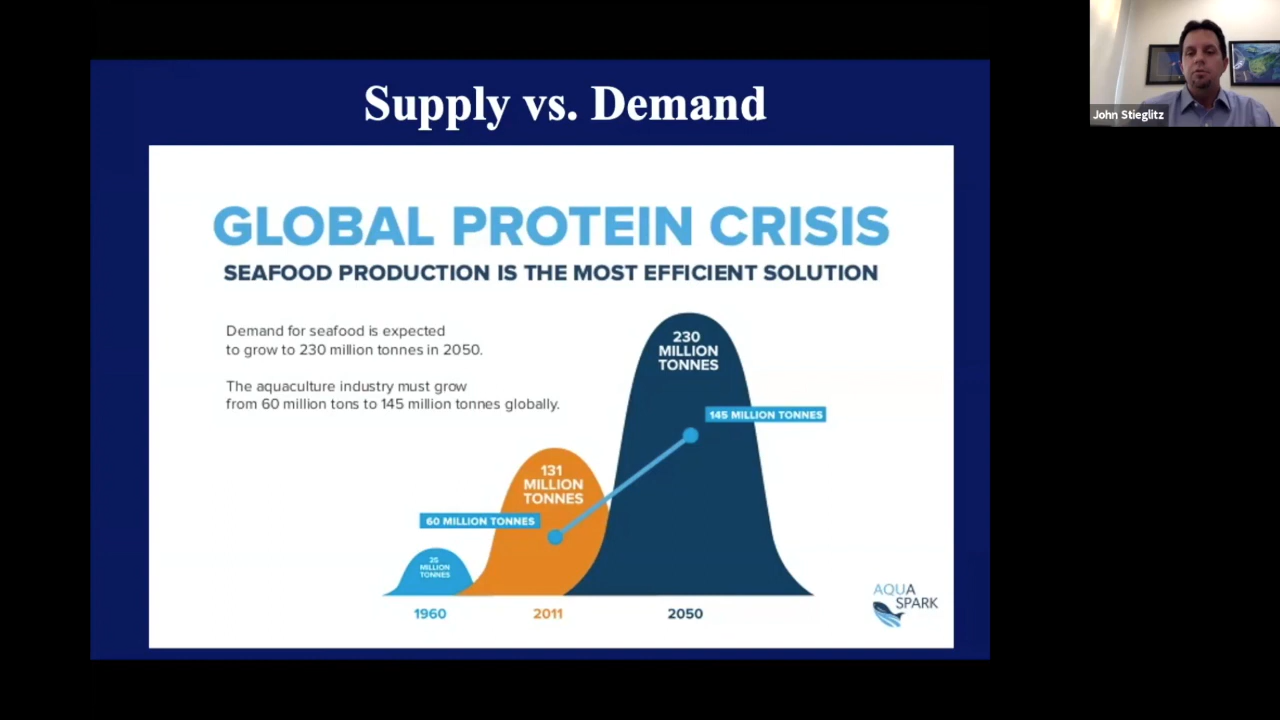 Supply vs. Demand
John Stieglitz
GLOBAL PROTEIN CRISIS
SEAFOOD PRODUCTION IS THE MOST EFFICIENT SOLUTION
Demand for seafood is expected
to grow to 230 million tonnes in 2050.
The aquaculture industry must grow
from 60 million tons to 145 million tonnes globally.
230
MILLION
TONNES
145 MILLION TONNES
131
MILLION
TONNES
60 MILLION TONNES
25
MILLION
TONNES
1960
2011
2050
AQUA
SPARK